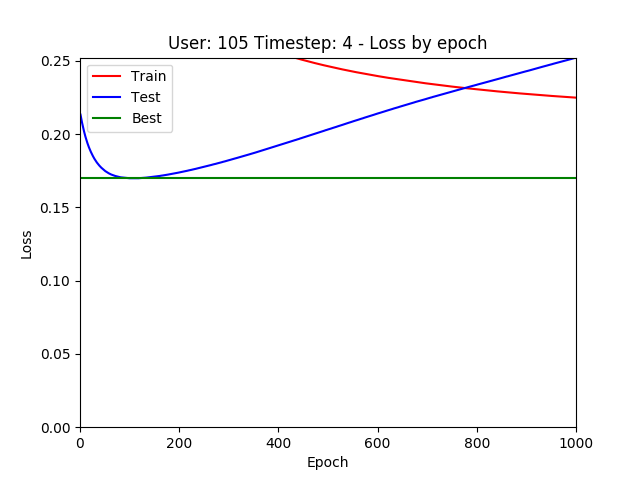 User: 105 Timestep: 4 - Loss by epoch
Train
Test
Best
Loss
0.25
0.20
0.15
0.10
0.05
0.00
0 200 400 600 800 1000
Epoch